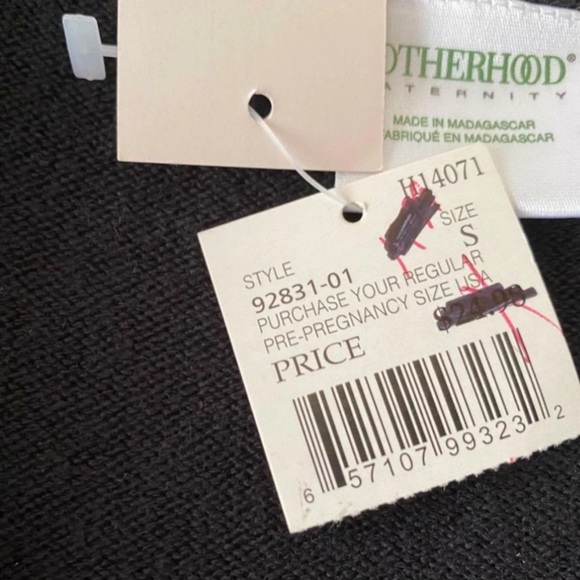 OTHERHOOD®
ATERNITY
MADE IN MADAGASCAR
FABRIQUÉ EN MADAGASCAR
H14071
SIZE
S
STYLE
92831-01
PURCHASE YOUR REGULAR
PRE-PREGNANCY SIZE USA
PRICE
6 57107 99323 2